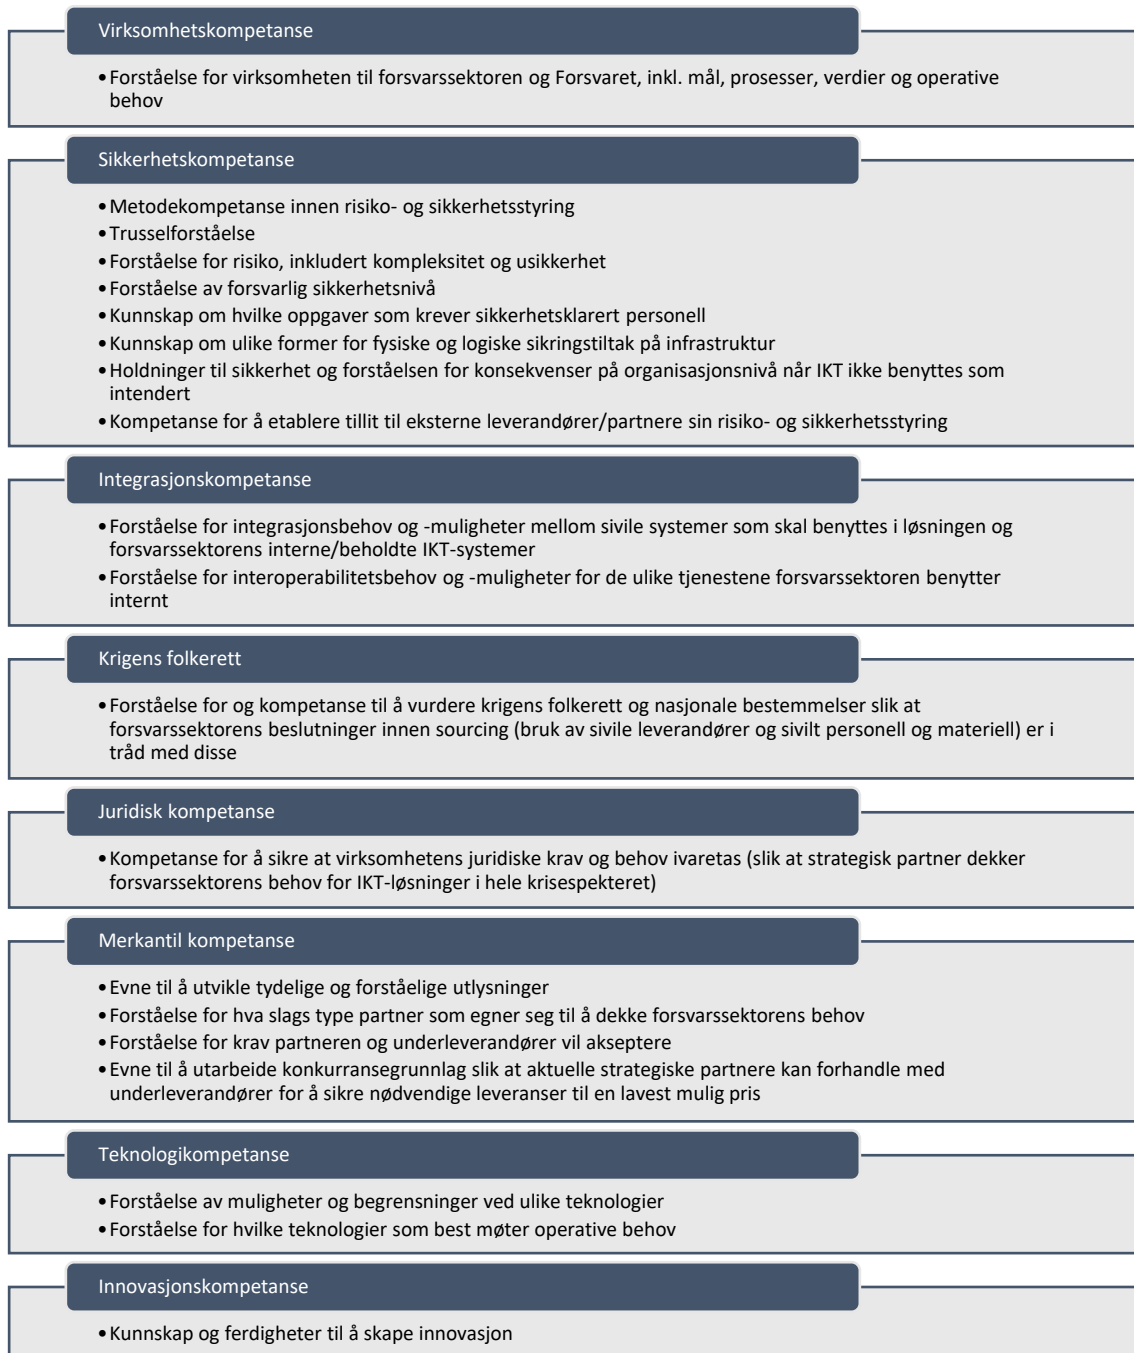 Virksomhetskompetanse
•Forståelse for virksomheten til forsvarssektoren og Forsvaret, inkl. mål, prosesser, verdier og operative
behov
Sikkerhetskompetanse
•Metodekompetanse innen risiko- og sikkerhetsstyring
•Trusselforståelse
•Forståelse for risiko, inkludert kompleksitet og usikkerhet
•Forståelse av forsvarlig sikkerhetsnivå
•Kunnskap om hvilke oppgaver som krever sikkerhetsklarert personell
•Kunnskap om ulike former for fysiske og logiske sikringstiltak på infrastruktur
•Holdninger til sikkerhet og forståelsen for konsekvenser på organisasjonsnivå når IKT ikke benyttes som
intendert
•Kompetanse for å etablere tillit til eksterne leverandører/partnere sin risiko- og sikkerhetsstyring
Integrasjonskompetanse
•Forståelse for integrasjonsbehov og -muligheter mellom sivile systemer som skal benyttes i løsningen og
forsvarssektorens interne/beholdte IKT-systemer
•Forståelse for interoperabilitetsbehov og -muligheter for de ulike tjenestene forsvarssektoren benytter
internt
Krigens folkerett
•Forståelse for og kompetanse til å vurdere krigens folkerett og nasjonale bestemmelser slik at
forsvarssektorens beslutninger innen sourcing (bruk av sivile leverandører og sivilt personell og materiell) er i
tråd med disse
Juridisk kompetanse
•Kompetanse for å sikre at virksomhetens juridiske krav og behov ivaretas (slik at strategisk partner dekker
forsvarssektorens behov for IKT-løsninger i hele krisespekteret)
Merkantil kompetanse
•Evne til å utvikle tydelige og forståelige utlysninger
•Forståelse for hva slags type partner som egner seg til å dekke forsvarssektorens behov
•Forståelse for krav partneren og underleverandører vil akseptere
•Evne til å utarbeide konkurransegrunnlag slik at aktuelle strategiske partnere kan forhandle med
underleverandører for å sikre nødvendige leveranser til en lavest mulig pris
Teknologikompetanse
•Forståelse av muligheter og begrensninger ved ulike teknologier
•Forståelse for hvilke teknologier som best møter operative behov
Innovasjonskompetanse
•Kunnskap og ferdigheter til å skape innovasjon